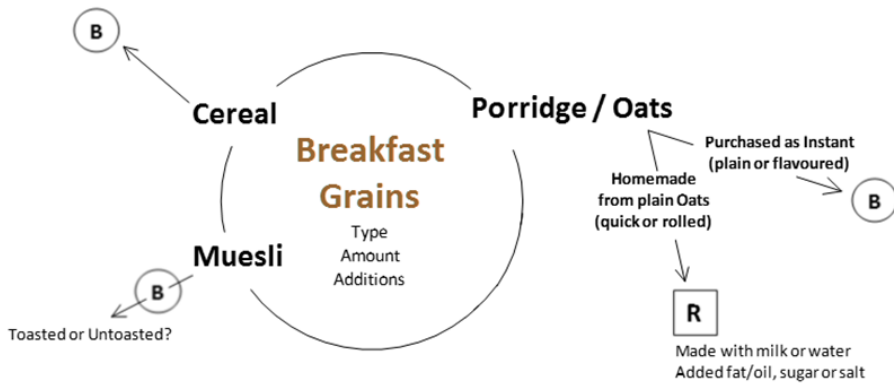 B
Cereal
Porridge / Oats
Breakfast
Grains
Type
Amount
Additions
Purchased as Instant
(plain or flavoured)
B
Homemade
from plain Oats
(quick or rolled)
Muesli
B
Toasted or Untoasted?
R
Made with milk or water
Added fat/oil, sugar or salt